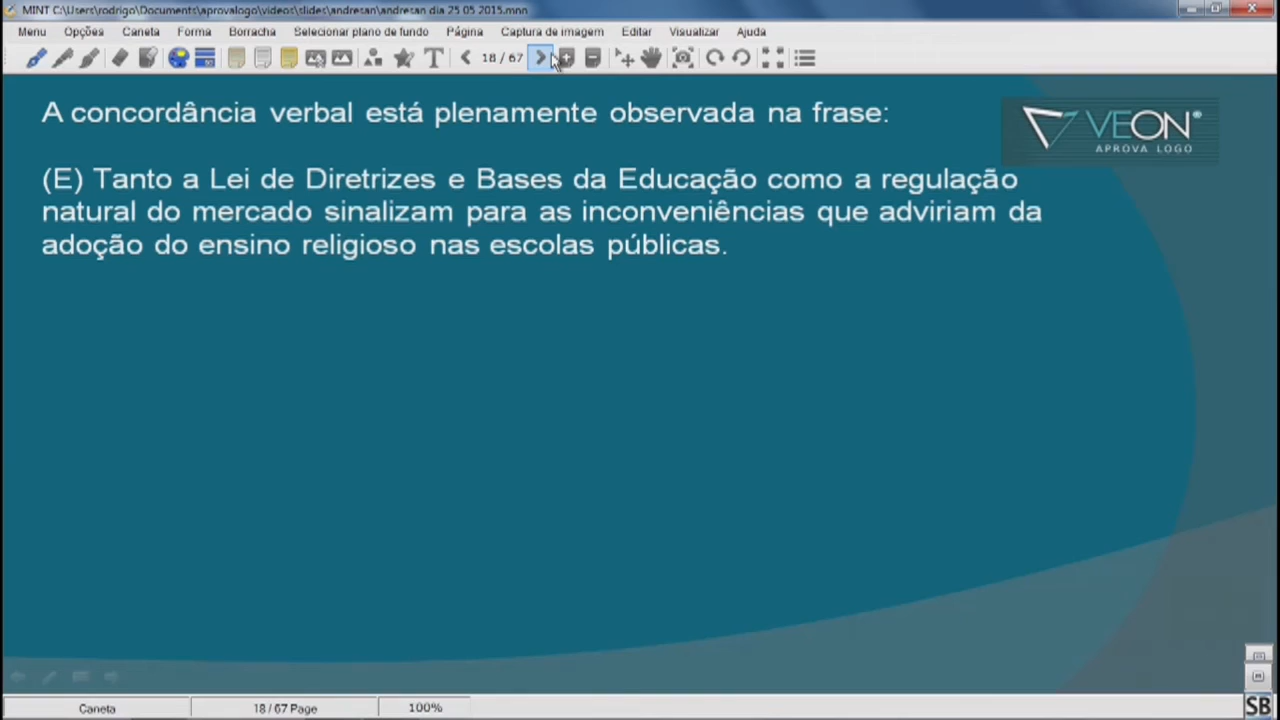 MINT C:\Users\rodrigo\Documents\aprovalogo\videos\slides\andresan\andresan dia 25 05 2015.mnn
Menu Opções Caneta Forma Borracha Selecionar plano de fundo Página Captura de imagem Editar Visualizar Ajuda
18 / 67
A concordância verbal está plenamente observada na frase:
VEON®
APROVA LOGO
(E) Tanto a Lei de Diretrizes e Bases da Educação como a regulação
natural do mercado sinalizam para as inconveniências que adviriam da
adoção do ensino religioso nas escolas públicas.
Caneta 18 / 67 Page 100% SB